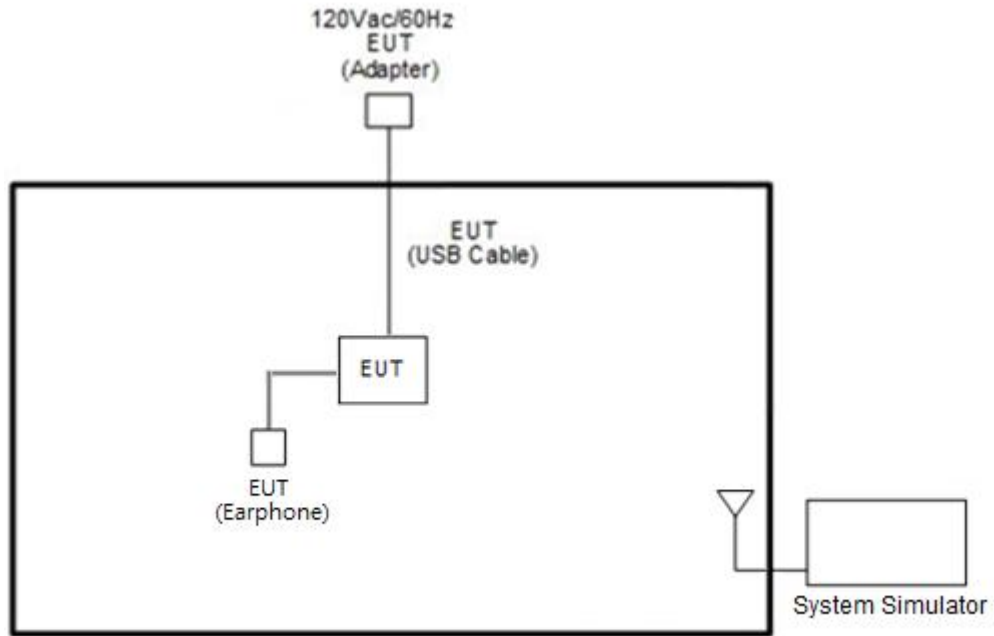 120Vac/60Hz
EUT
(Adapter)
EUT
(USB Cable)
EUT
EUT
(Earphone)
System Simulator